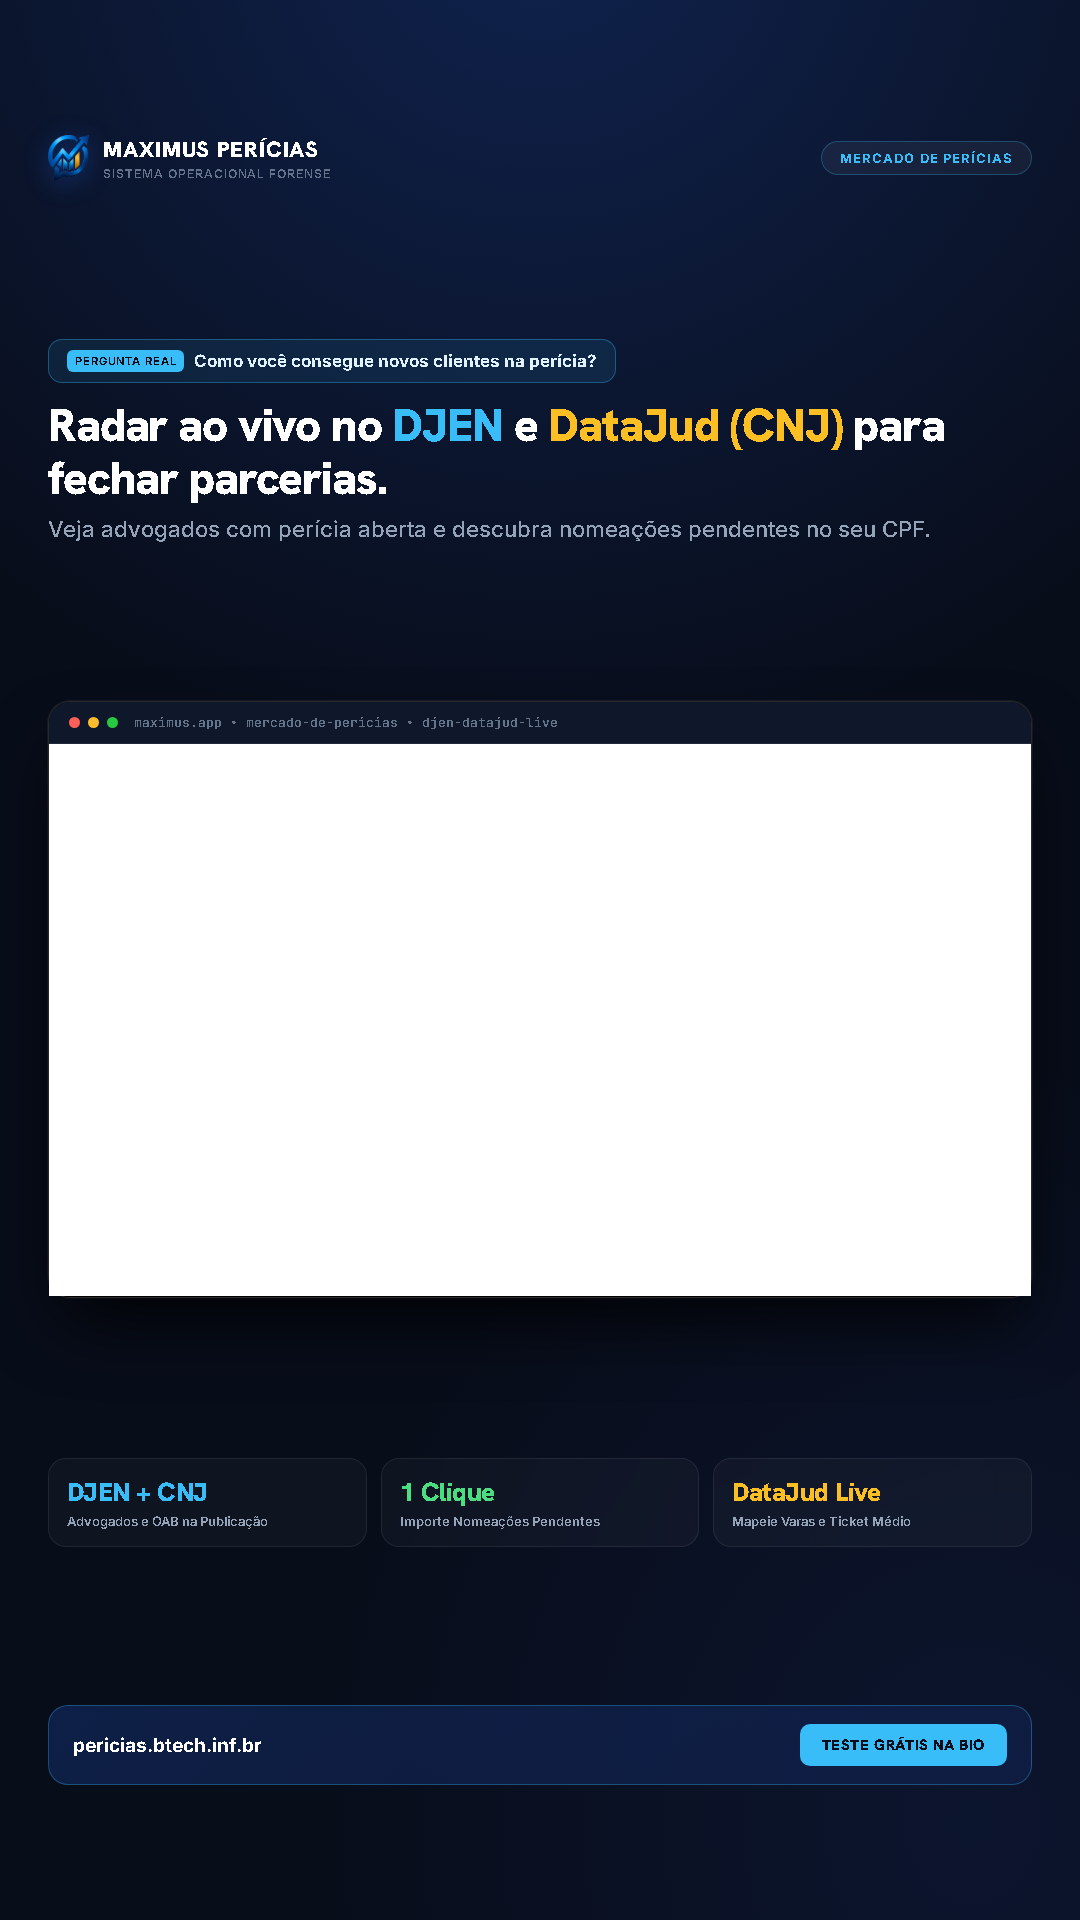 MAXIMUS PERÍCIAS
SISTEMA OPERACIONAL FORENSE
MERCADO DE PERÍCIAS
PERGUNTA REAL Como você consegue novos clientes na perícia?
Radar ao vivo no DJEN e DataJud (CNJ) para
fechar parcerias.
Veja advogados com perícia aberta e descubra nomeações pendentes no seu CPF.
maximus.app • mercado-de-pericias • djen-datajud-live
DJEN + CNJ
Advogados e OAB na Publicação
1 Clique
Importe Nomeações Pendentes
DataJud Live
Mapeie Varas e Ticket Médio
pericias.btech.inf.br
TESTE GRÁTIS NA BIO